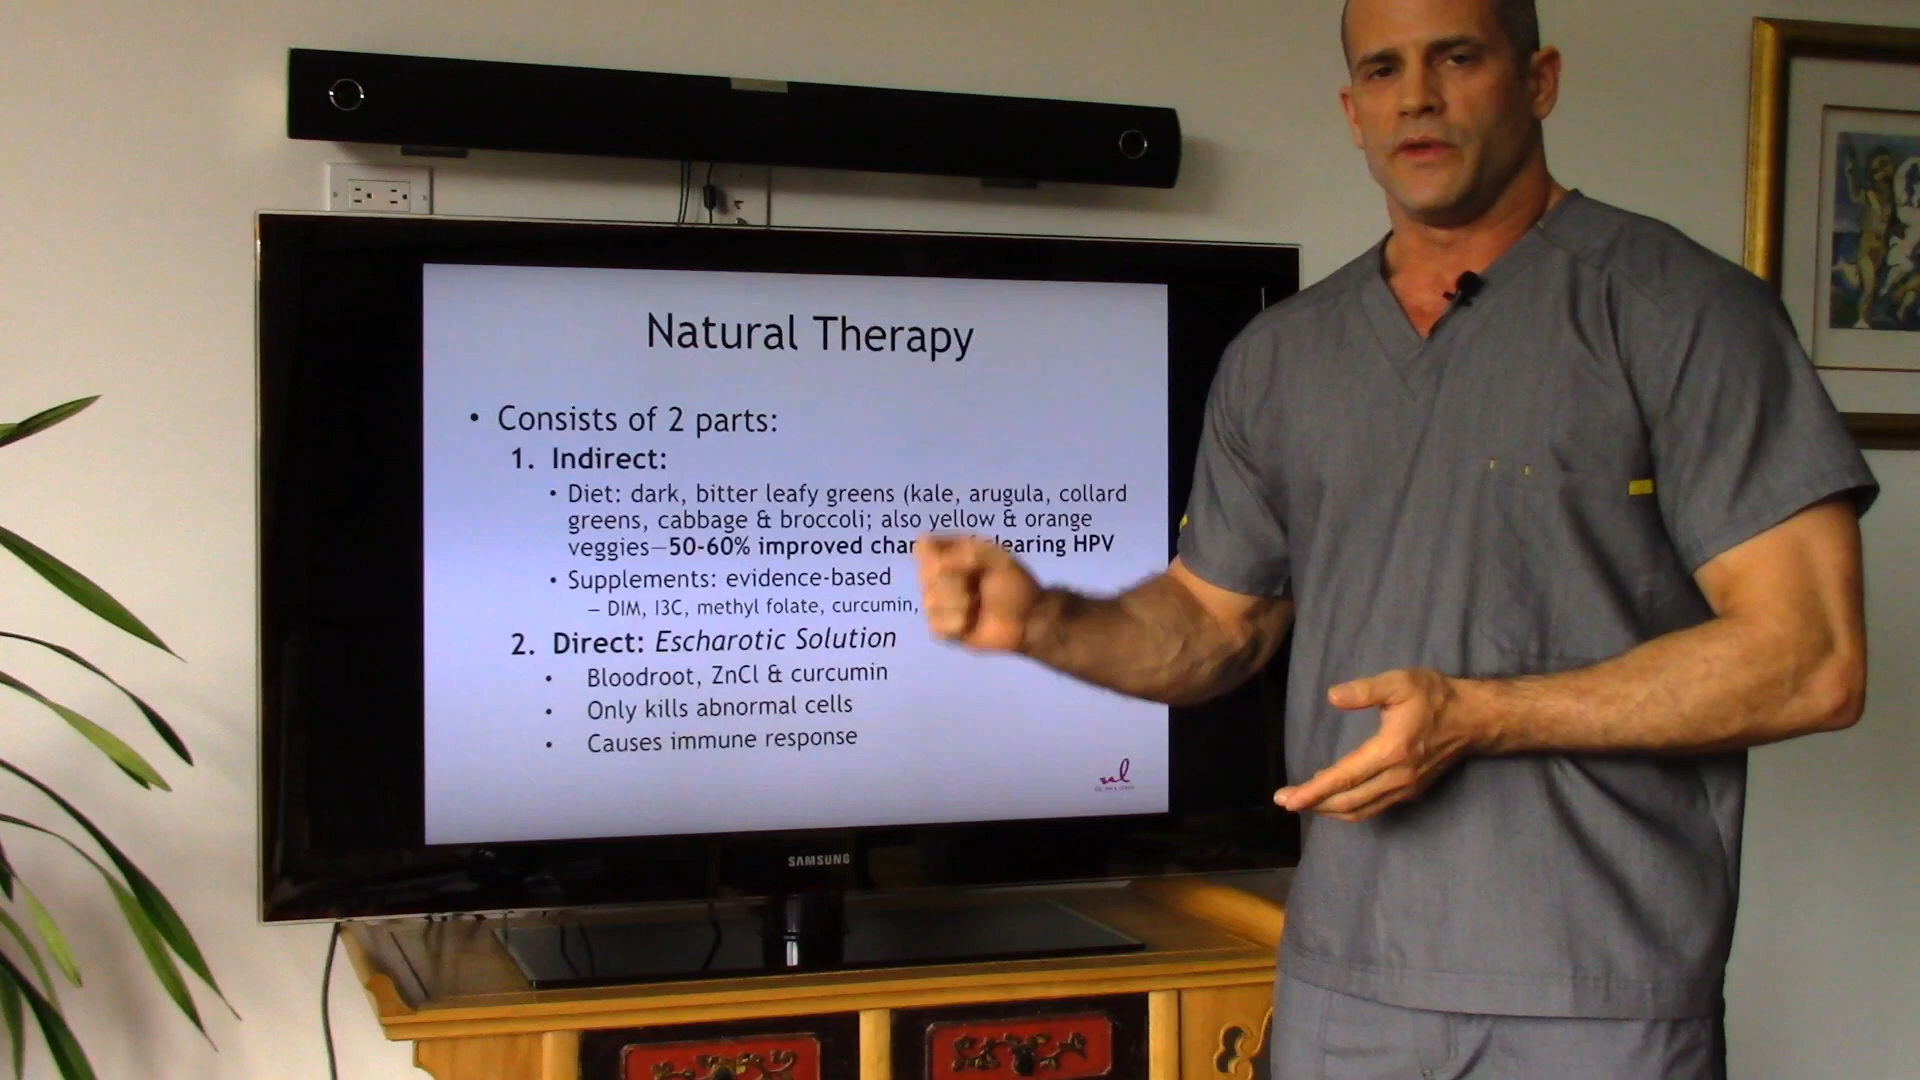 Natural Therapy
• Consists of 2 parts:
1. Indirect:
• Diet: dark, bitter leafy greens (kale, arugula, collard
greens, cabbage & broccoli; also yellow & orange
veggies—50-60% improved learing HPV
• Supplements: evidence-based
– DIM, I3C, methyl folate, curcumin,
2. Direct: Escharotic Solution
• Bloodroot, ZnCl & curcumin
• Only kills abnormal cells
• Causes immune response
SAMSUNG